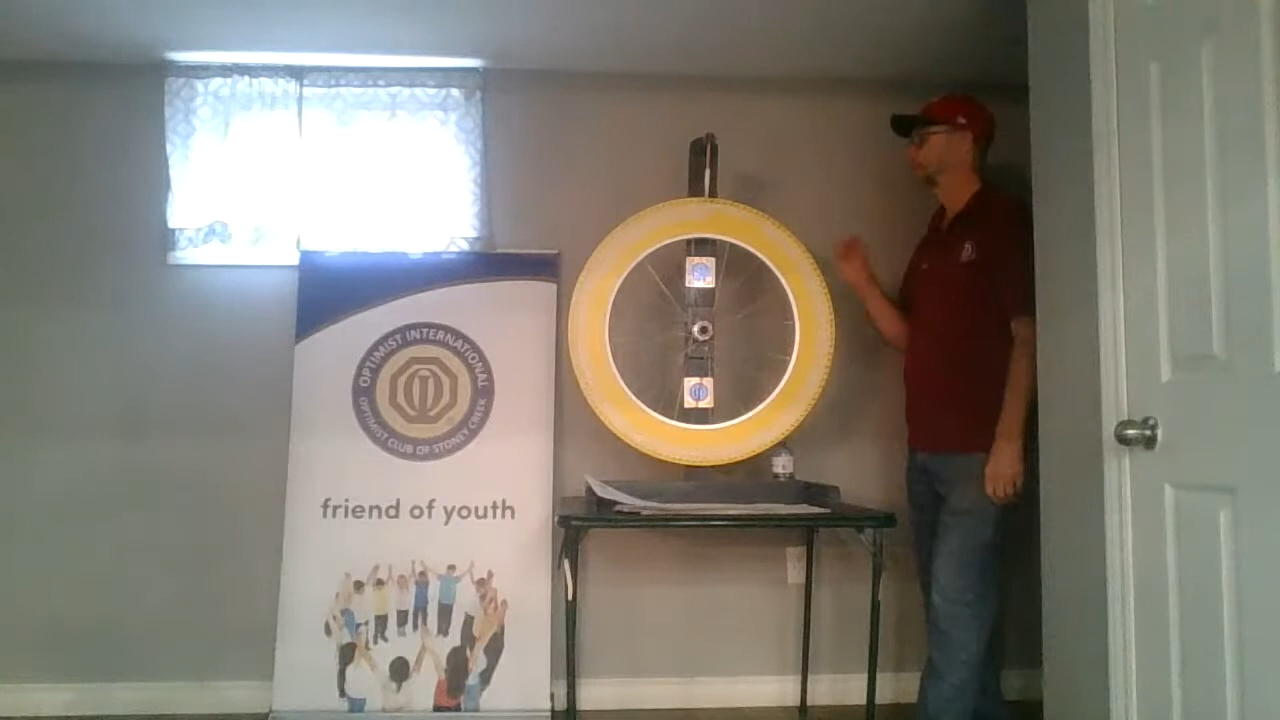 OPTIMIST INTERNATIONAL
OPTIMIST CLUB OF STONEY CREEK
friend of youth